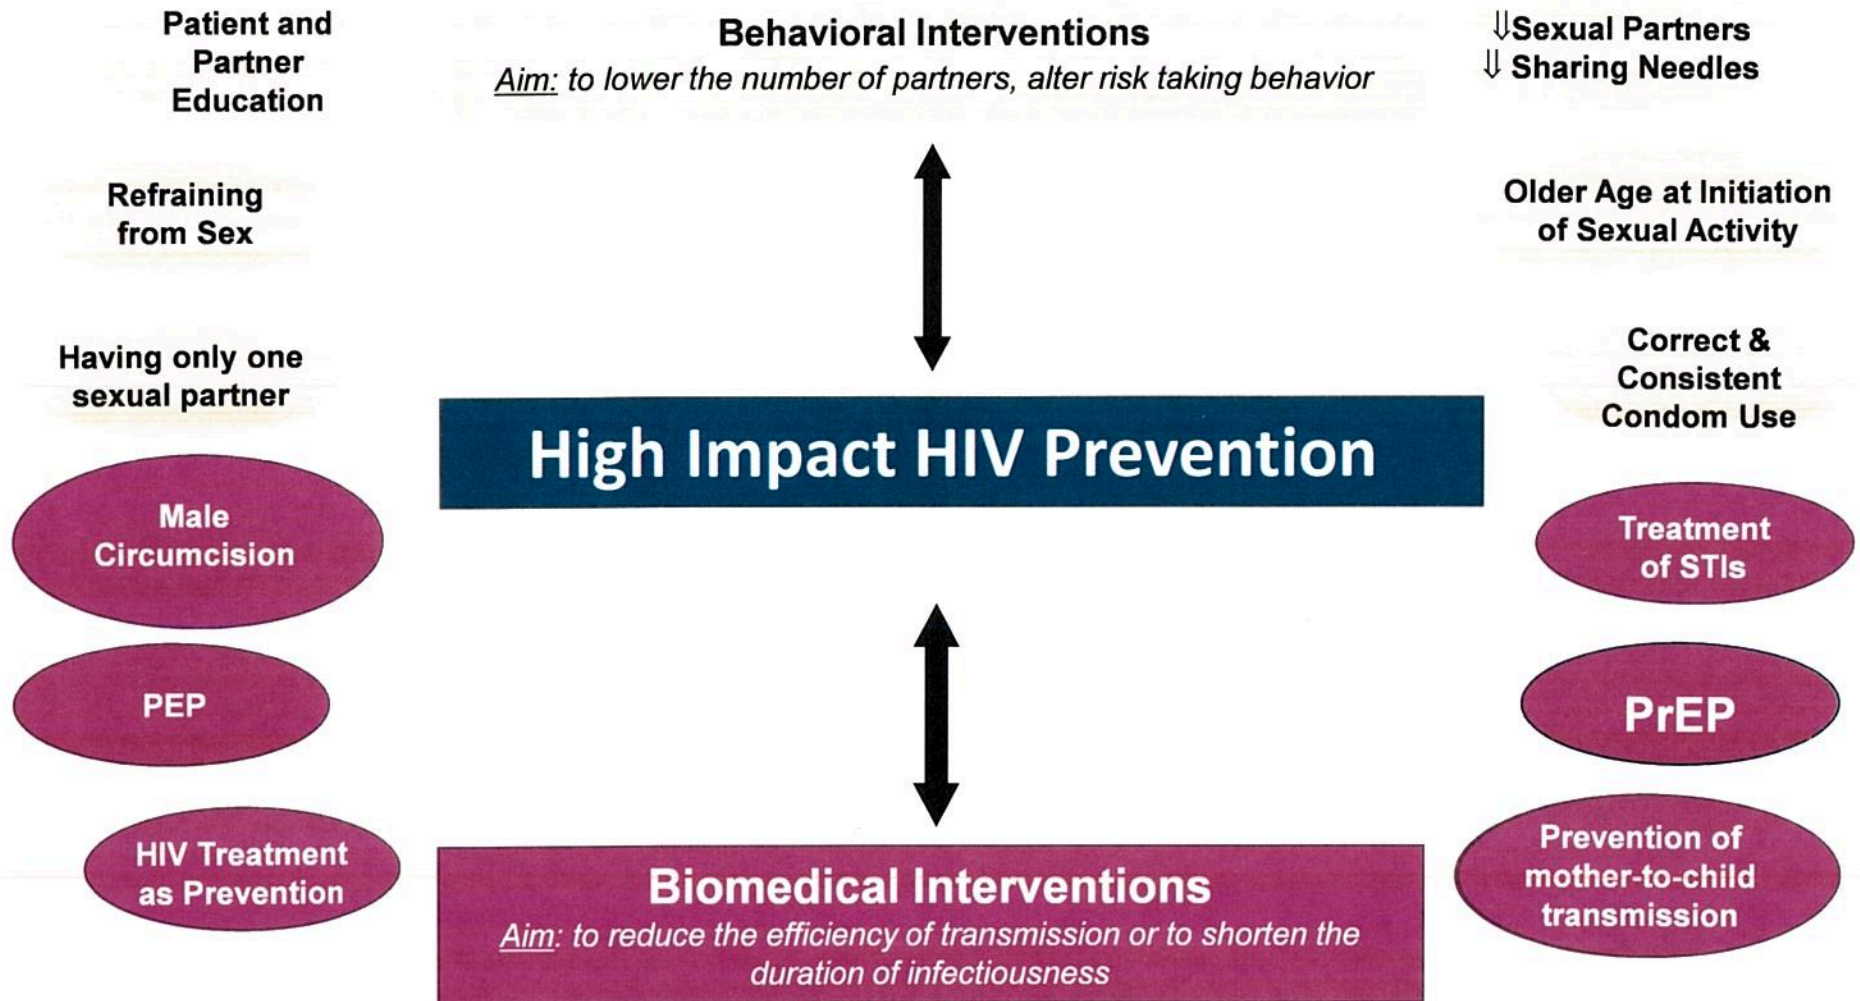 Patient and
Partner
Education
Behavioral Interventions
Aim: to lower the number of partners, alter risk taking behavior
⇓Sexual Partners
⇓ Sharing Needles
Refraining
from Sex
Older Age at Initiation
of Sexual Activity
Having only one
sexual partner
Correct &
Consistent
Condom Use
High Impact HIV Prevention
Male
Circumcision
Treatment
of STIs
PEP
PrEP
HIV Treatment
as Prevention
Biomedical Interventions
Aim: to reduce the efficiency of transmission or to shorten the
duration of infectiousness
Prevention of
mother-to-child
transmission